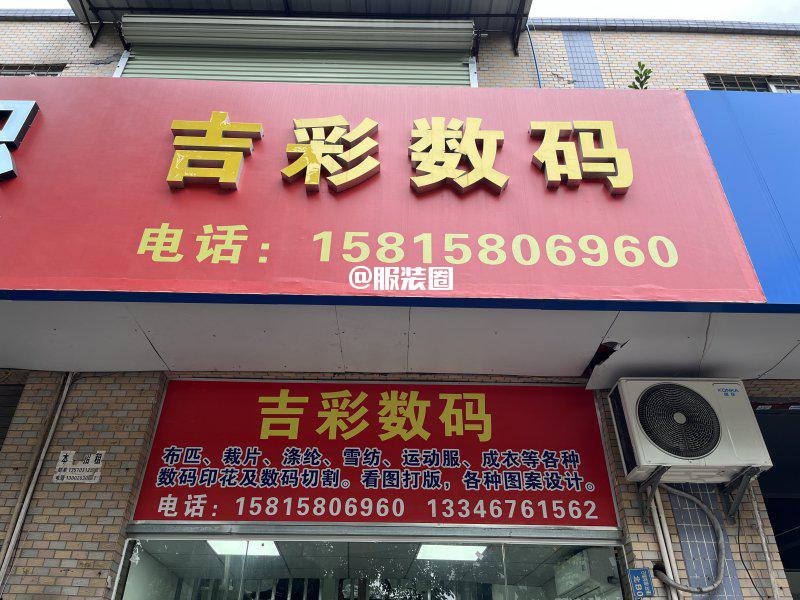 吉彩数码
电话：15815806960
@服装圈
吉彩数码
布匹、裁片、涤纶、雪纺、运动服、成衣等各种
数码印花及数码切割。看图打版，各种图案设计。
电话：15815806960 13346761562
KONKA